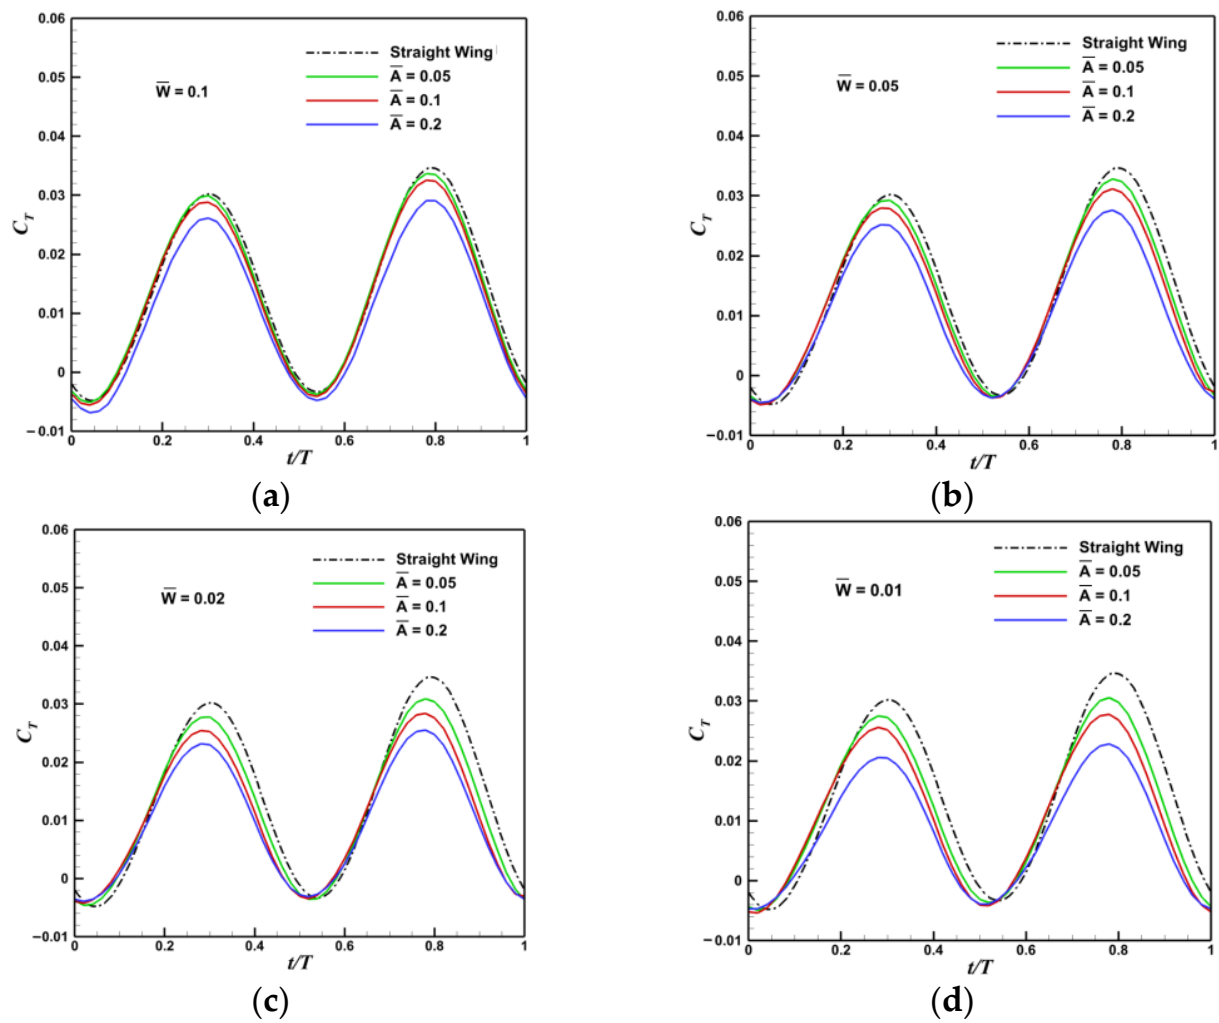 0.06
0.05
0.04
0.03
0.02
0.01
0
−0.01
C_T
Straight Wing
A̅ = 0.05
A̅ = 0.1
A̅ = 0.2
W̅ = 0.1
0 0.2 0.4 0.6 0.8 1
t/T
(a)
0.06
0.05
0.04
0.03
0.02
0.01
0
−0.01
C_T
Straight Wing
A̅ = 0.05
A̅ = 0.1
A̅ = 0.2
W̅ = 0.05
0 0.2 0.4 0.6 0.8 1
t/T
(b)
0.06
0.05
0.04
0.03
0.02
0.01
0
−0.01
C_T
Straight Wing
A̅ = 0.05
A̅ = 0.1
A̅ = 0.2
W̅ = 0.02
0 0.2 0.4 0.6 0.8 1
t/T
(c)
0.06
0.05
0.04
0.03
0.02
0.01
0
−0.01
C_T
Straight Wing
A̅ = 0.05
A̅ = 0.1
A̅ = 0.2
W̅ = 0.01
0 0.2 0.4 0.6 0.8 1
t/T
(d)